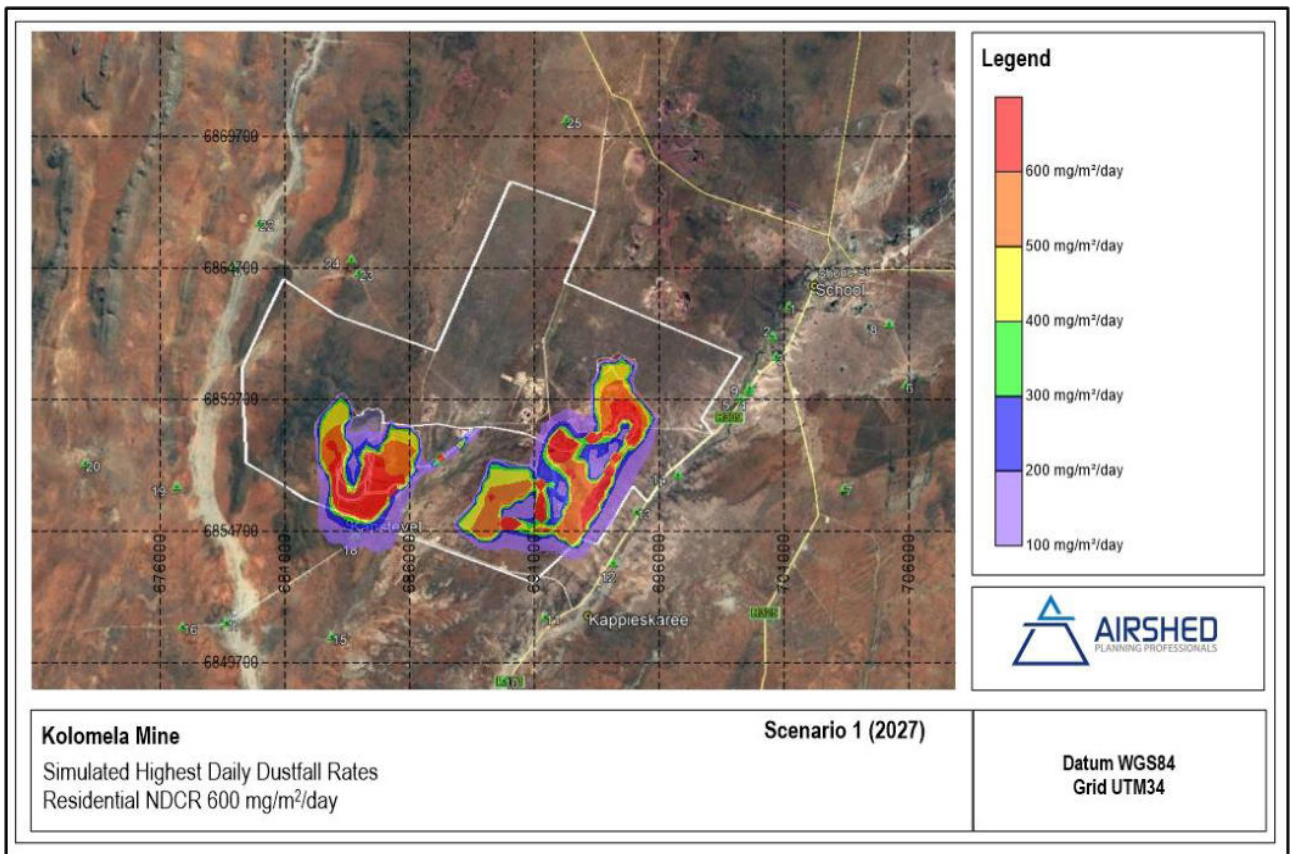 25
6869700
22
24
23
6864700
School
1
2
3
8
6
9
6859700
20
19
7
13
6854700
18
12
676000
681000
686000
691000
696000
701000
706000
Kappieskaree
11
16
15
6849700
Legend
600 mg/m²/day
500 mg/m²/day
400 mg/m²/day
300 mg/m²/day
200 mg/m²/day
100 mg/m²/day
AIRSHED
PLANNING PROFESSIONALS
Kolomela Mine
Scenario 1 (2027)
Simulated Highest Daily Dustfall Rates
Residential NDCR 600 mg/m²/day
Datum WGS84
Grid UTM34